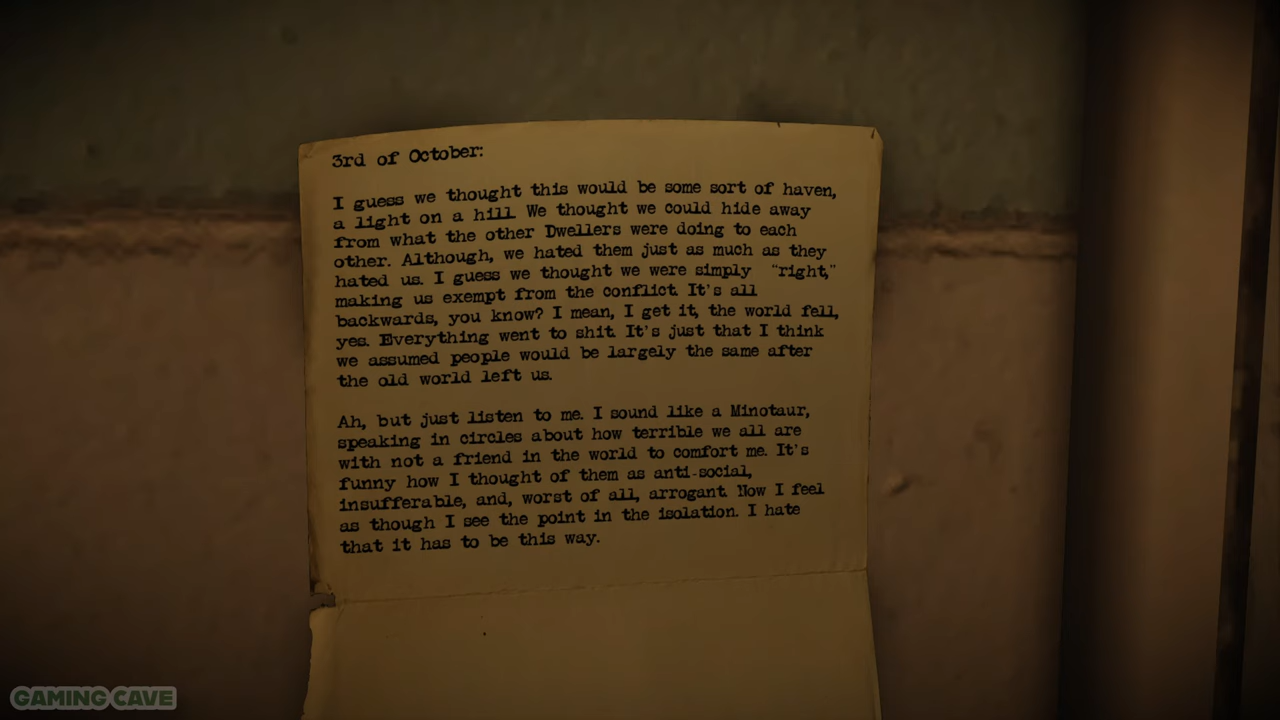 3rd of October:
I guess we thought this would be some sort of haven,
a light on a hill. We thought we could hide away
from what the other Dwellers were doing to each
other. Although, we hated them just as much as they
hated us. I guess we thought we were simply "right,"
making us exempt from the conflict. It's all
backwards, you know? I mean, I get it, the world fell,
yes. Everything went to shit. It's just that I think
we assumed people would be largely the same after
the old world left us.
Ah, but just listen to me. I sound like a Minotaur,
speaking in circles about how terrible we all are
with not a friend in the world to comfort me. It's
funny how I thought of them as anti-social,
insufferable, and, worst of all, arrogant. Now I feel
as though I see the point in the isolation. I hate
that it has to be this way.
GAMING CAVE